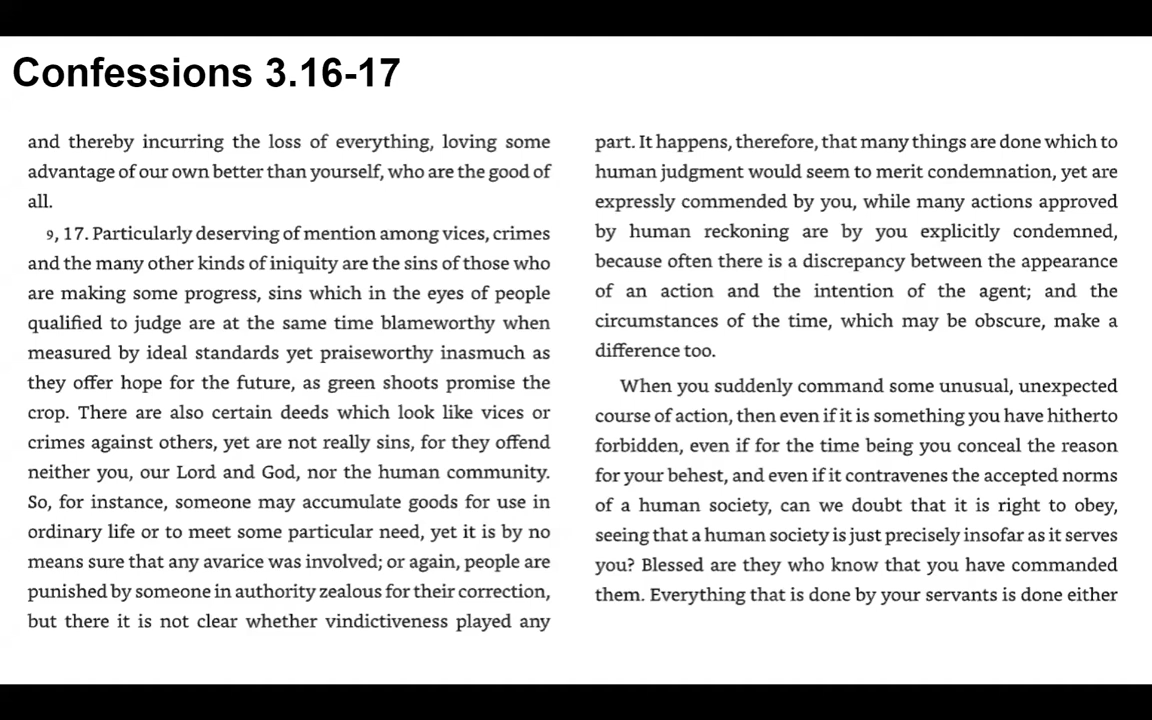 Confessions 3.16-17
and thereby incurring the loss of everything, loving some
advantage of our own better than yourself, who are the good of
all.
9, 17. Particularly deserving of mention among vices, crimes
and the many other kinds of iniquity are the sins of those who
are making some progress, sins which in the eyes of people
qualified to judge are at the same time blameworthy when
measured by ideal standards yet praiseworthy inasmuch as
they offer hope for the future, as green shoots promise the
crop. There are also certain deeds which look like vices or
crimes against others, yet are not really sins, for they offend
neither you, our Lord and God, nor the human community.
So, for instance, someone may accumulate goods for use in
ordinary life or to meet some particular need, yet it is by no
means sure that any avarice was involved; or again, people are
punished by someone in authority zealous for their correction,
but there it is not clear whether vindictiveness played any
part. It happens, therefore, that many things are done which to
human judgment would seem to merit condemnation, yet are
expressly commended by you, while many actions approved
by human reckoning are by you explicitly condemned,
because often there is a discrepancy between the appearance
of an action and the intention of the agent; and the
circumstances of the time, which may be obscure, make a
difference too.
When you suddenly command some unusual, unexpected
course of action, then even if it is something you have hitherto
forbidden, even if for the time being you conceal the reason
for your behest, and even if it contravenes the accepted norms
of a human society, can we doubt that it is right to obey,
seeing that a human society is just precisely insofar as it serves
you? Blessed are they who know that you have commanded
them. Everything that is done by your servants is done either